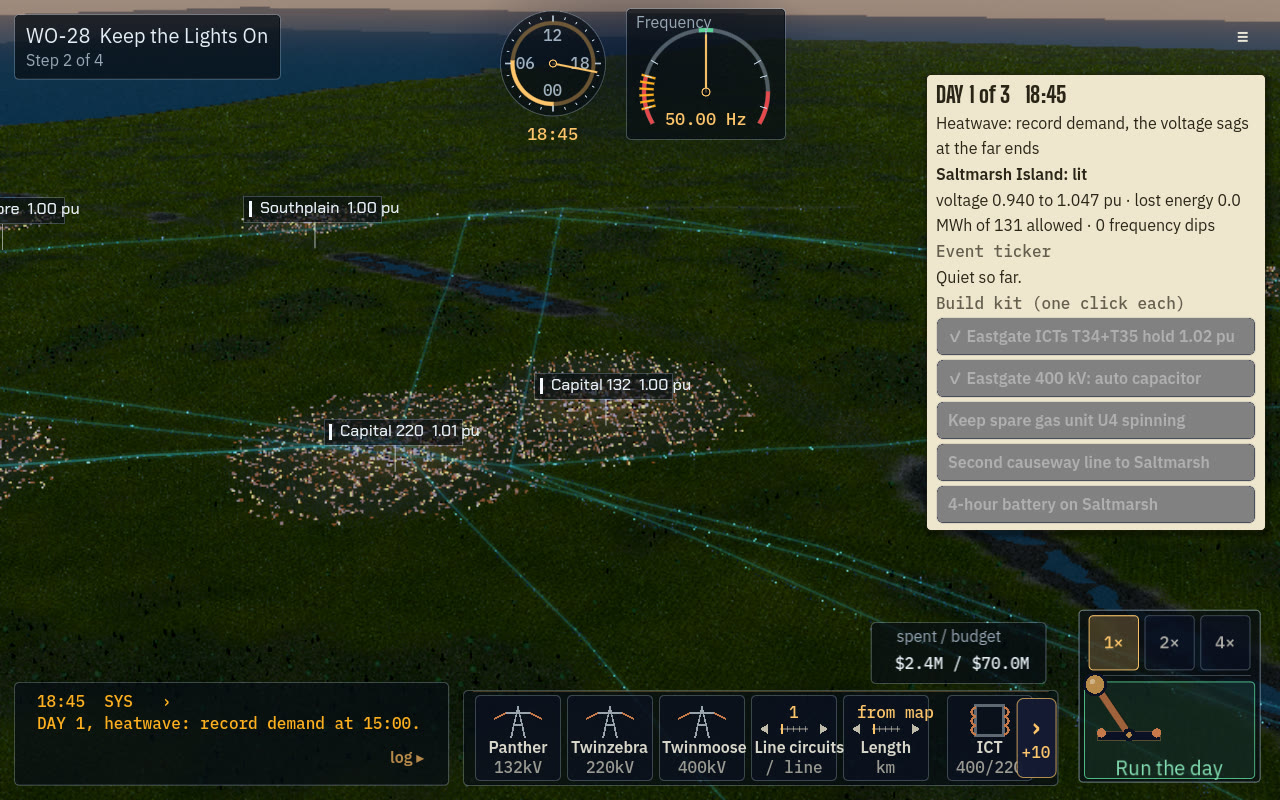 WO-28 Keep the Lights On
Step 2 of 4
12
06
18
00
18:45
Frequency
50.00 Hz
DAY 1 of 3 18:45
Heatwave: record demand, the voltage sags
at the far ends
Saltmarsh Island: lit
voltage 0.940 to 1.047 pu · lost energy 0.0
MWh of 131 allowed · 0 frequency dips
Event ticker
Quiet so far.
Build kit (one click each)
✓ Eastgate ICTs T34+T35 hold 1.02 pu
✓ Eastgate 400 kV: auto capacitor
Keep spare gas unit U4 spinning
Second causeway line to Saltmarsh
4-hour battery on Saltmarsh
ore 1.00 pu
Southplain 1.00 pu
Capital 132 1.00 pu
Capital 220 1.01 pu
spent / budget
$2.4M / $70.0M
1× 2× 4×
Run the day
18:45 SYS ›
DAY 1, heatwave: record demand at 15:00.
log ▸
Panther
132kV
Twinzebra
220kV
Twinmoose
400kV
1
Line circuits
/ line
from map
Length
km
ICT
400/220
›
+10